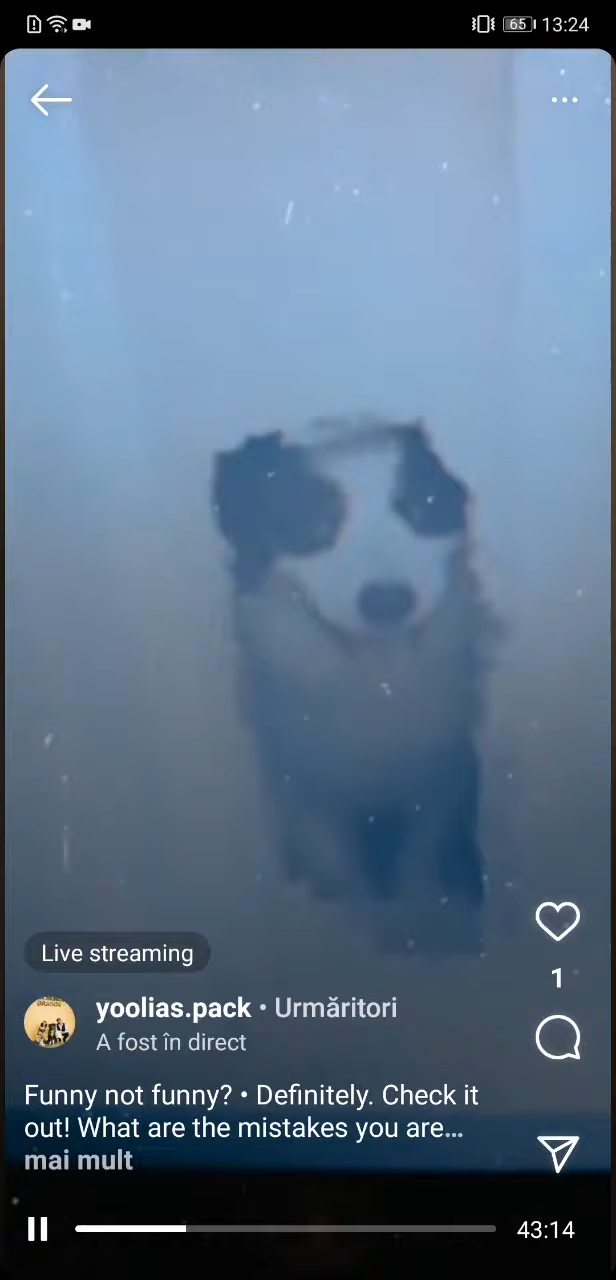 65 13:24
Live streaming
yoolias.pack • Urmăritori
A fost în direct
1
Funny not funny? • Definitely. Check it
out! What are the mistakes you are...
mai mult
43:14